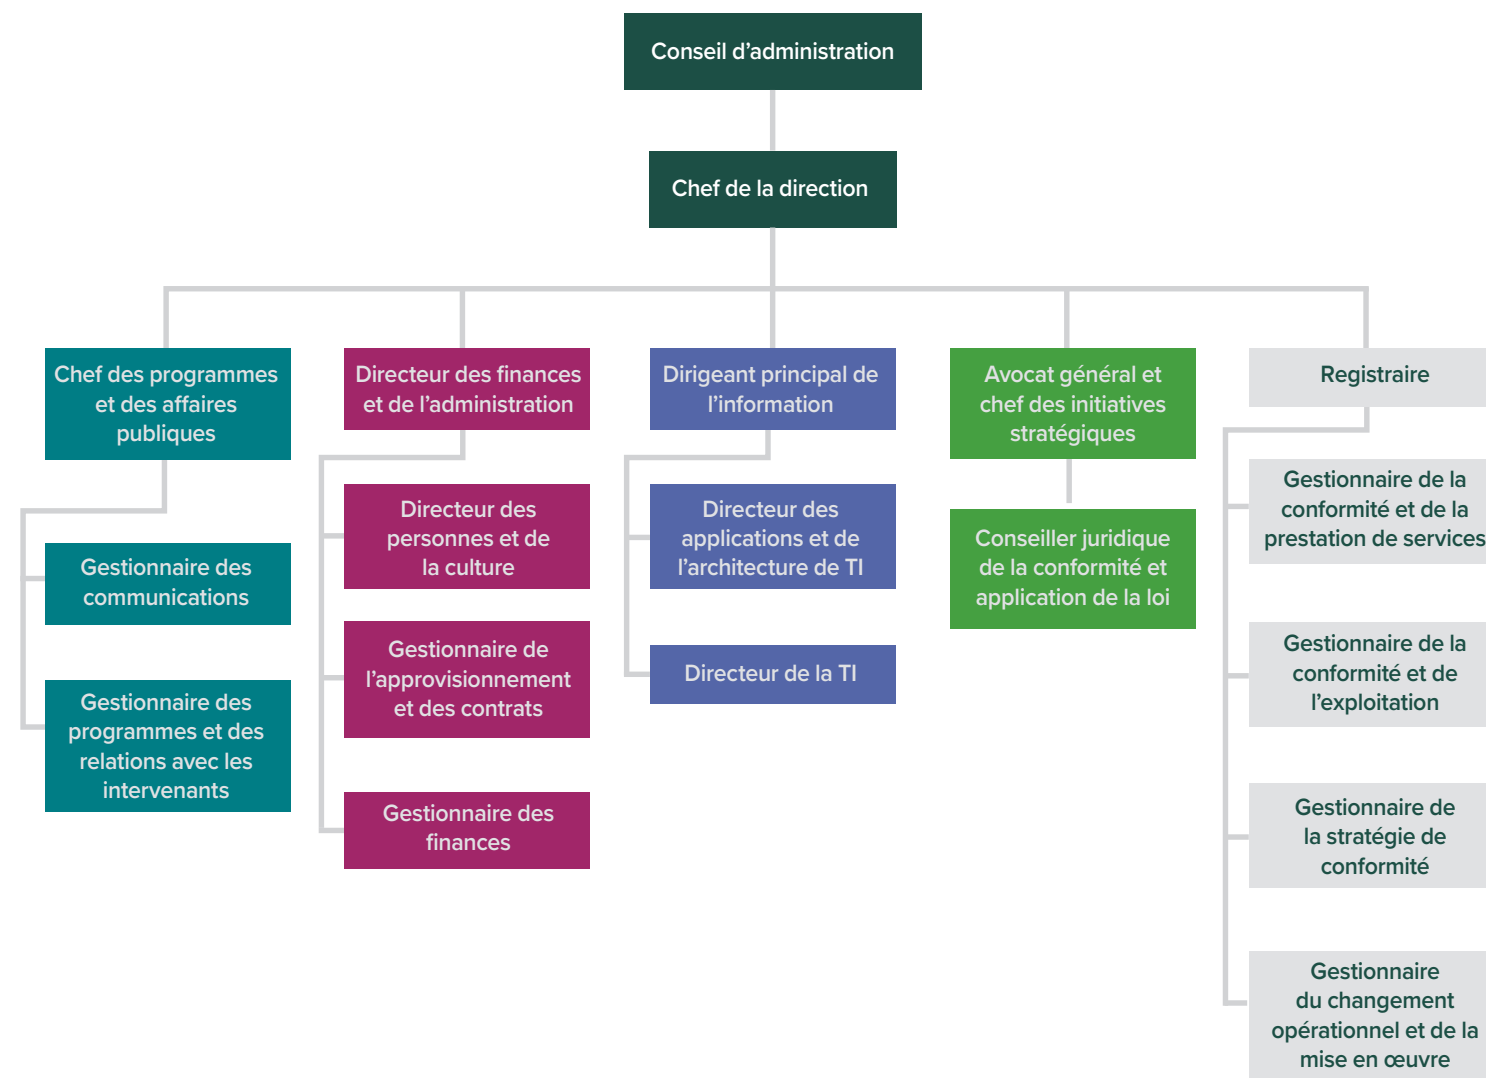 Conseil d’administration
Chef de la direction
Chef des programmes
et des affaires
publiques
Gestionnaire des
communications
Gestionnaire des
programmes et des
relations avec les
intervenants
Directeur des finances
et de l’administration
Directeur des
personnes et de
la culture
Gestionnaire de
l’approvisionnement
et des contrats
Gestionnaire des
finances
Dirigeant principal de
l’information
Directeur des
applications et de
l’architecture de TI
Directeur de la TI
Avocat général et
chef des initiatives
stratégiques
Conseiller juridique
de la conformité et
application de la loi
Registraire
Gestionnaire de la
conformité et de la
prestation de services
Gestionnaire de la
conformité et de
l’exploitation
Gestionnaire de
la stratégie de
conformité
Gestionnaire
du changement
opérationnel et de la
mise en œuvre